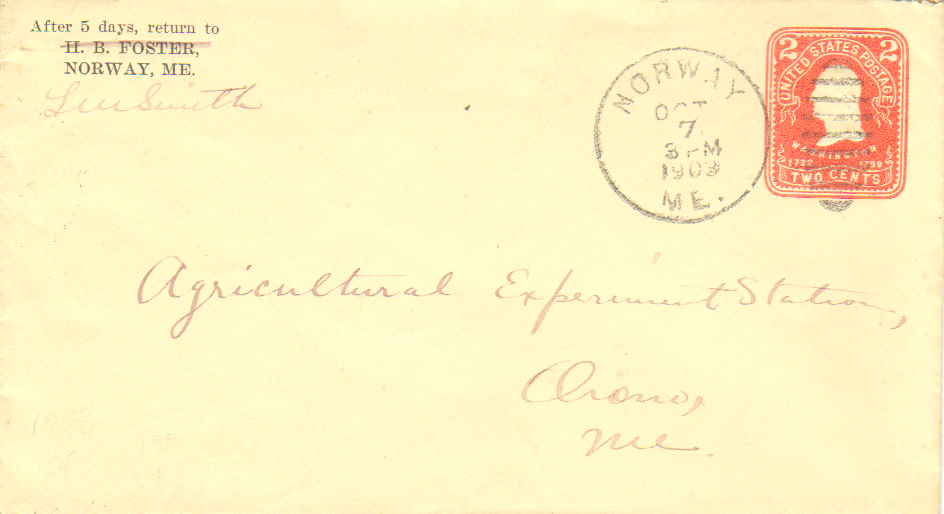 After 5 days, return to
H. B. FOSTER,
NORWAY, ME.
Smith
NORWAY
OCT
7
3 PM
1903
ME.
2 2
UNITED STATES POSTAGE
WASHINGTON
1732 1799
TWO CENTS
Agricultural Experiment Station,
Orono,
Me.